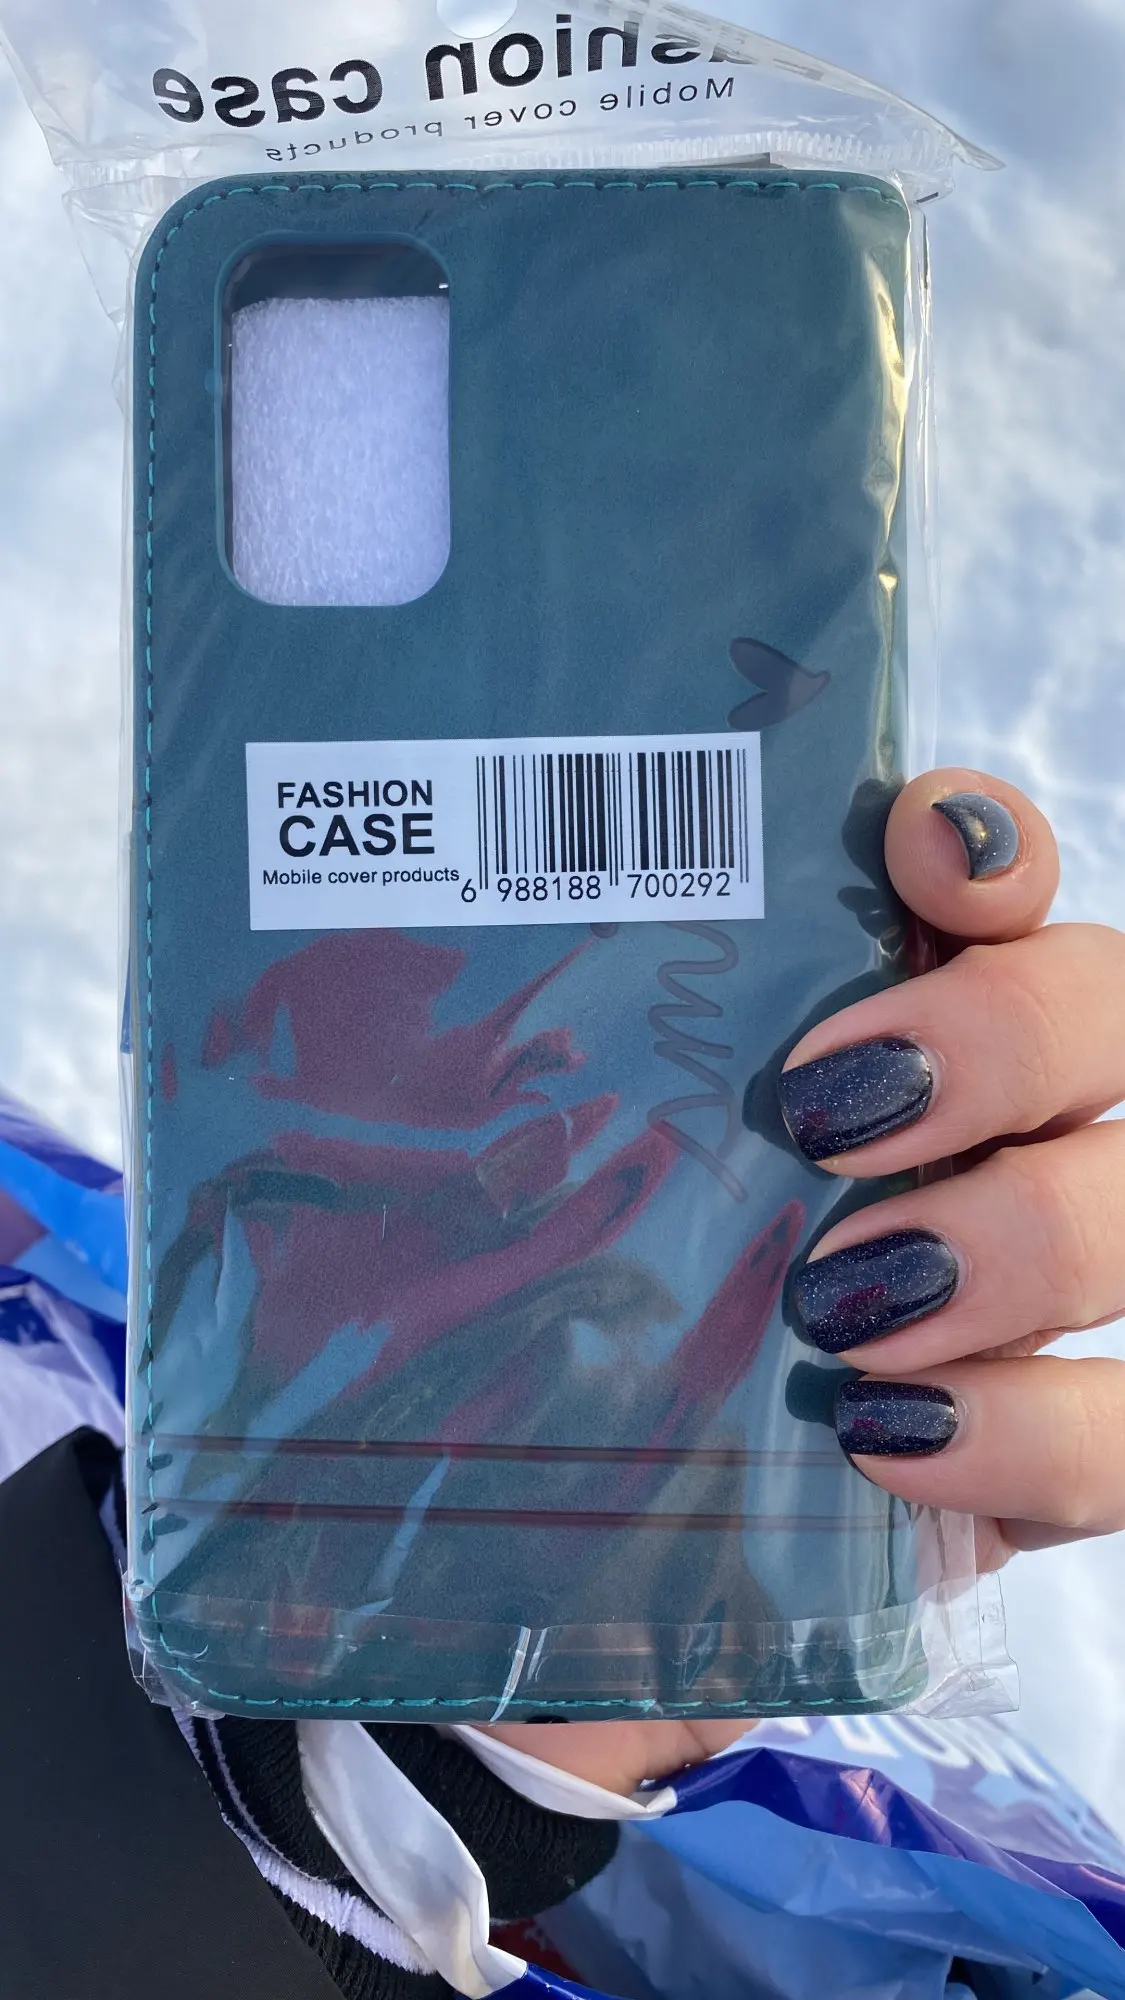 Fashion case
Mobile cover products
FASHION
CASE
Mobile cover products
6 988188 700292